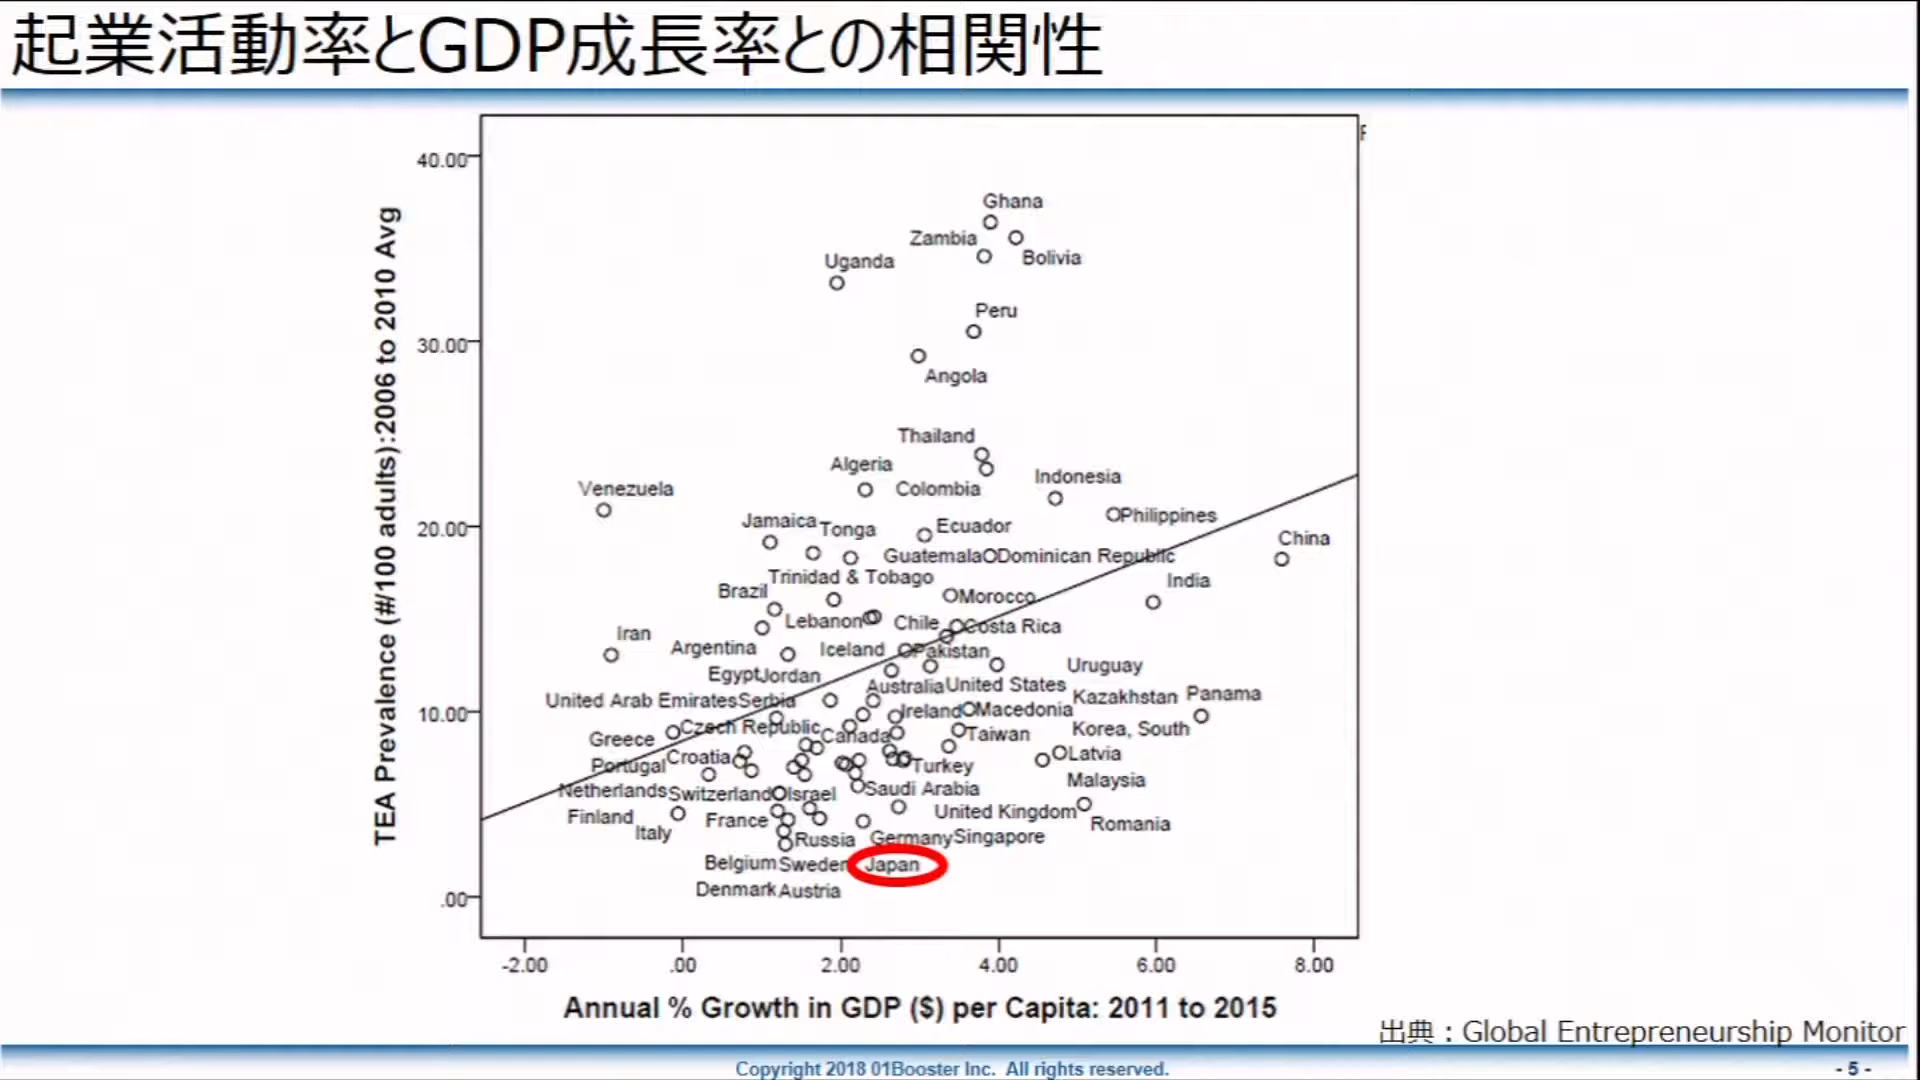 起業活動率とGDP成長率との相関性
TEA Prevalence (#/100 adults):2006 to 2010 Avg
40.00
30.00
20.00
10.00
.00
Ghana
Zambia
Bolivia
Uganda
Peru
Angola
Thailand
Algeria
Indonesia
Venezuela
Colombia
Philippines
Jamaica
Tonga
Ecuador
China
Guatemala
Dominican Republic
Trinidad & Tobago
India
Brazil
Morocco
Lebanon
Chile
Costa Rica
Iran
Argentina
Iceland
Pakistan
Uruguay
Egypt
Jordan
Australia
United States
Kazakhstan
Panama
United Arab Emirates
Serbia
Ireland
Macedonia
Czech Republic
Korea, South
Greece
Canada
Taiwan
Croatia
Latvia
Portugal
Turkey
Malaysia
Netherlands
Switzerland
Israel
Saudi Arabia
Finland
France
United Kingdom
Romania
Italy
Russia
Germany
Singapore
Belgium
Sweden
Japan
Denmark
Austria
-2.00
.00
2.00
4.00
6.00
8.00
Annual % Growth in GDP ($) per Capita: 2011 to 2015
出典：Global Entrepreneurship Monitor
Copyright 2018 01Booster Inc. All rights reserved.
- 5 -